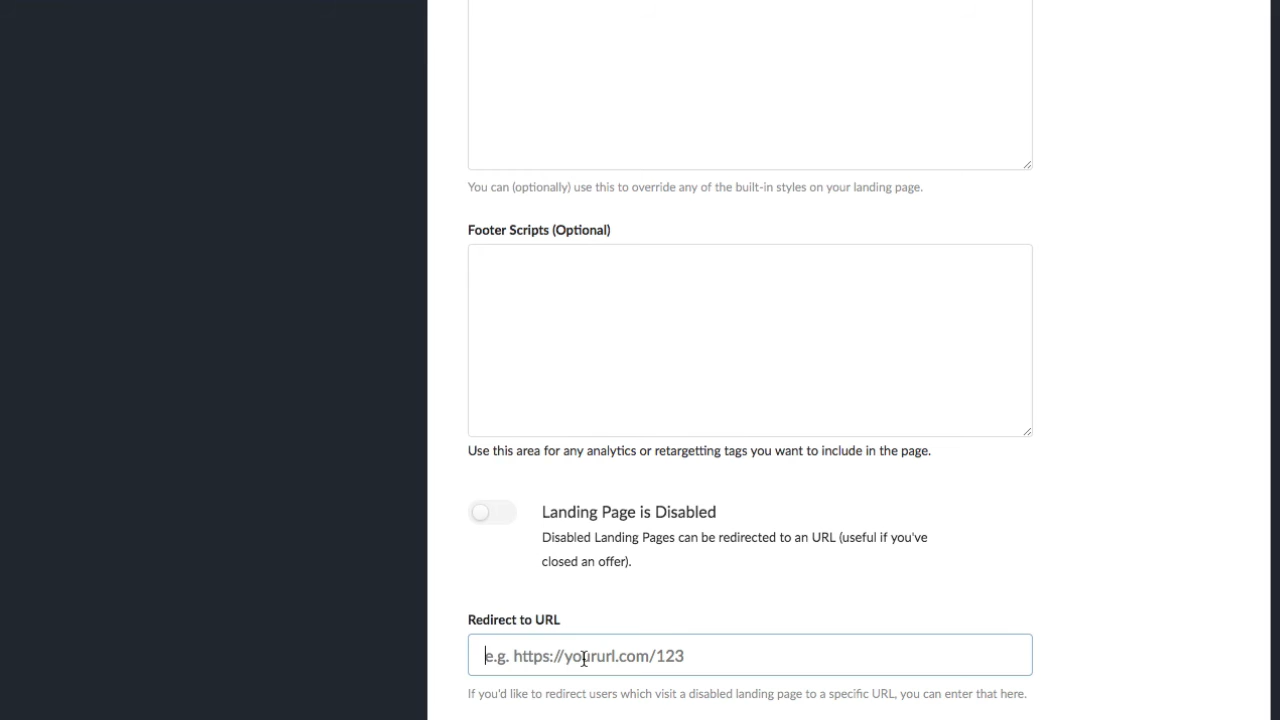 You can (optionally) use this to override any of the built-in styles on your landing page.
Footer Scripts (Optional)
Use this area for any analytics or retargetting tags you want to include in the page.
Landing Page is Disabled
Disabled Landing Pages can be redirected to an URL (useful if you've
closed an offer).
Redirect to URL
e.g. https://yoururl.com/123
If you'd like to redirect users which visit a disabled landing page to a specific URL, you can enter that here.